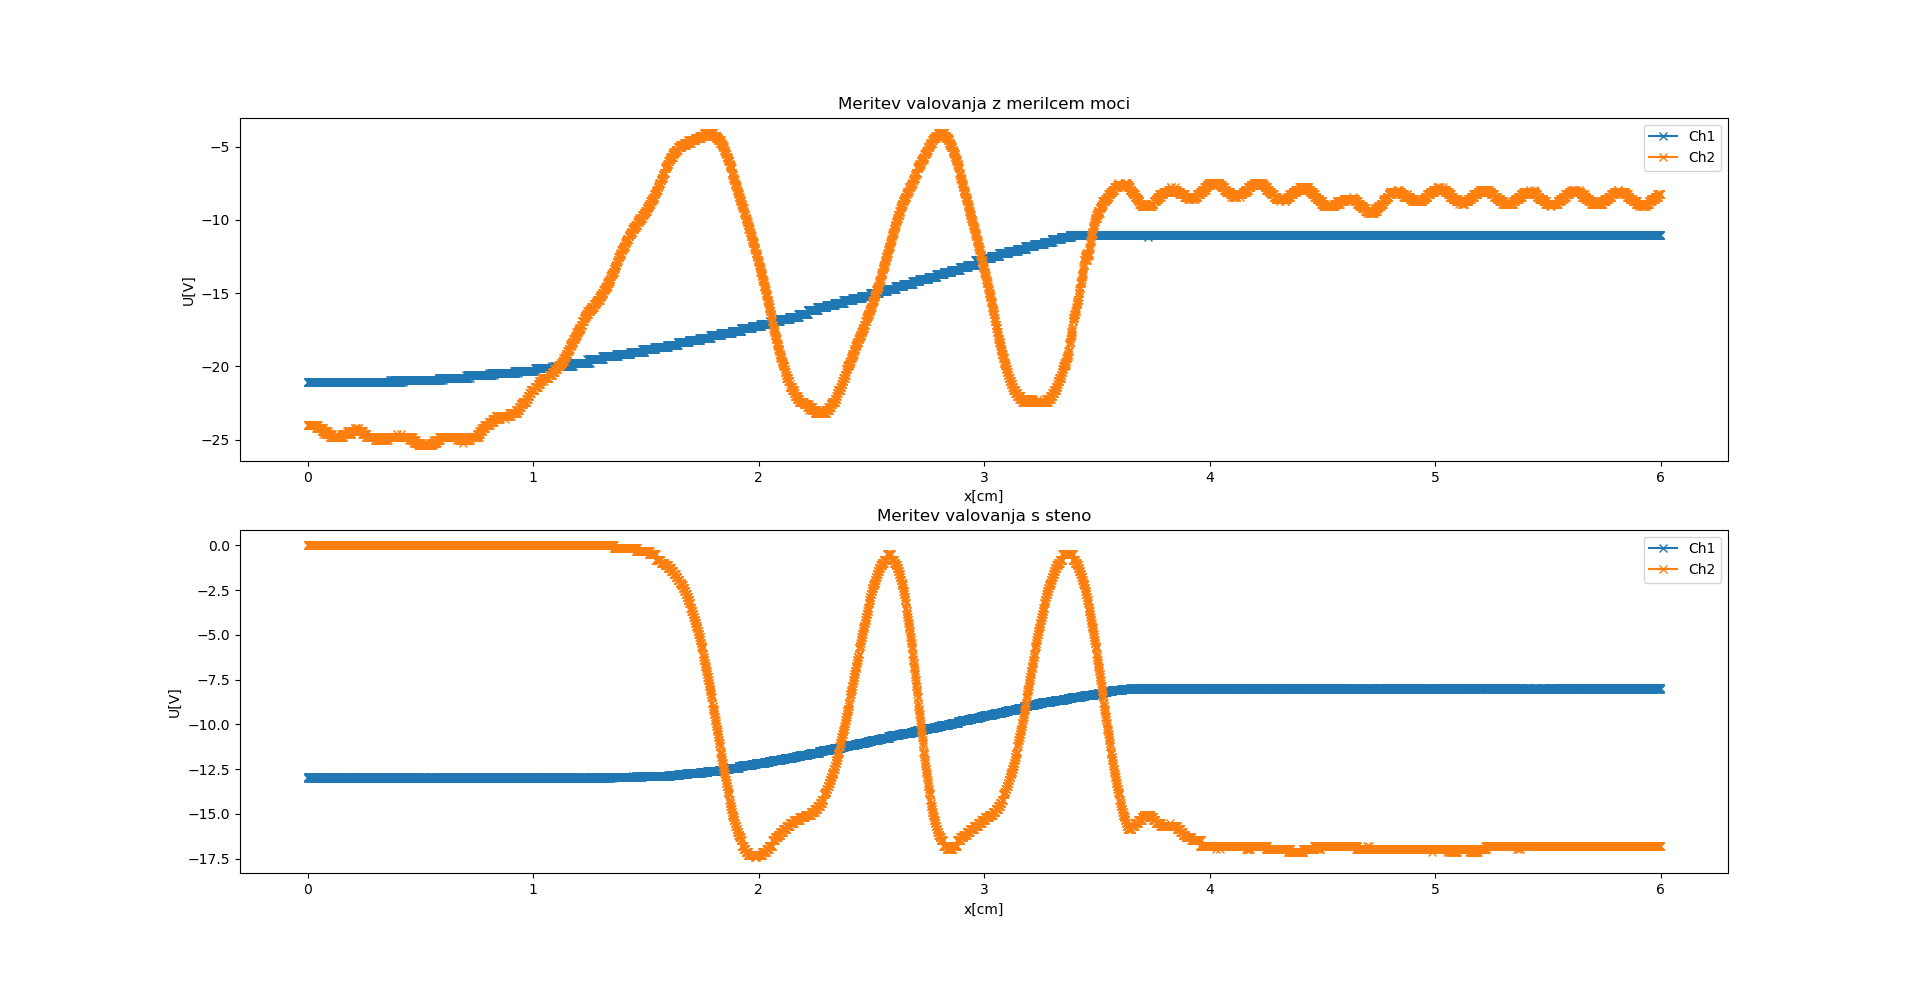 Meritev valovanja z merilcem moci
Ch1
Ch2
U[V]
−5
−10
−15
−20
−25
0 1 2 3 4 5 6
x[cm]
Meritev valovanja s steno
Ch1
Ch2
U[V]
0.0
−2.5
−5.0
−7.5
−10.0
−12.5
−15.0
−17.5
0 1 2 3 4 5 6
x[cm]